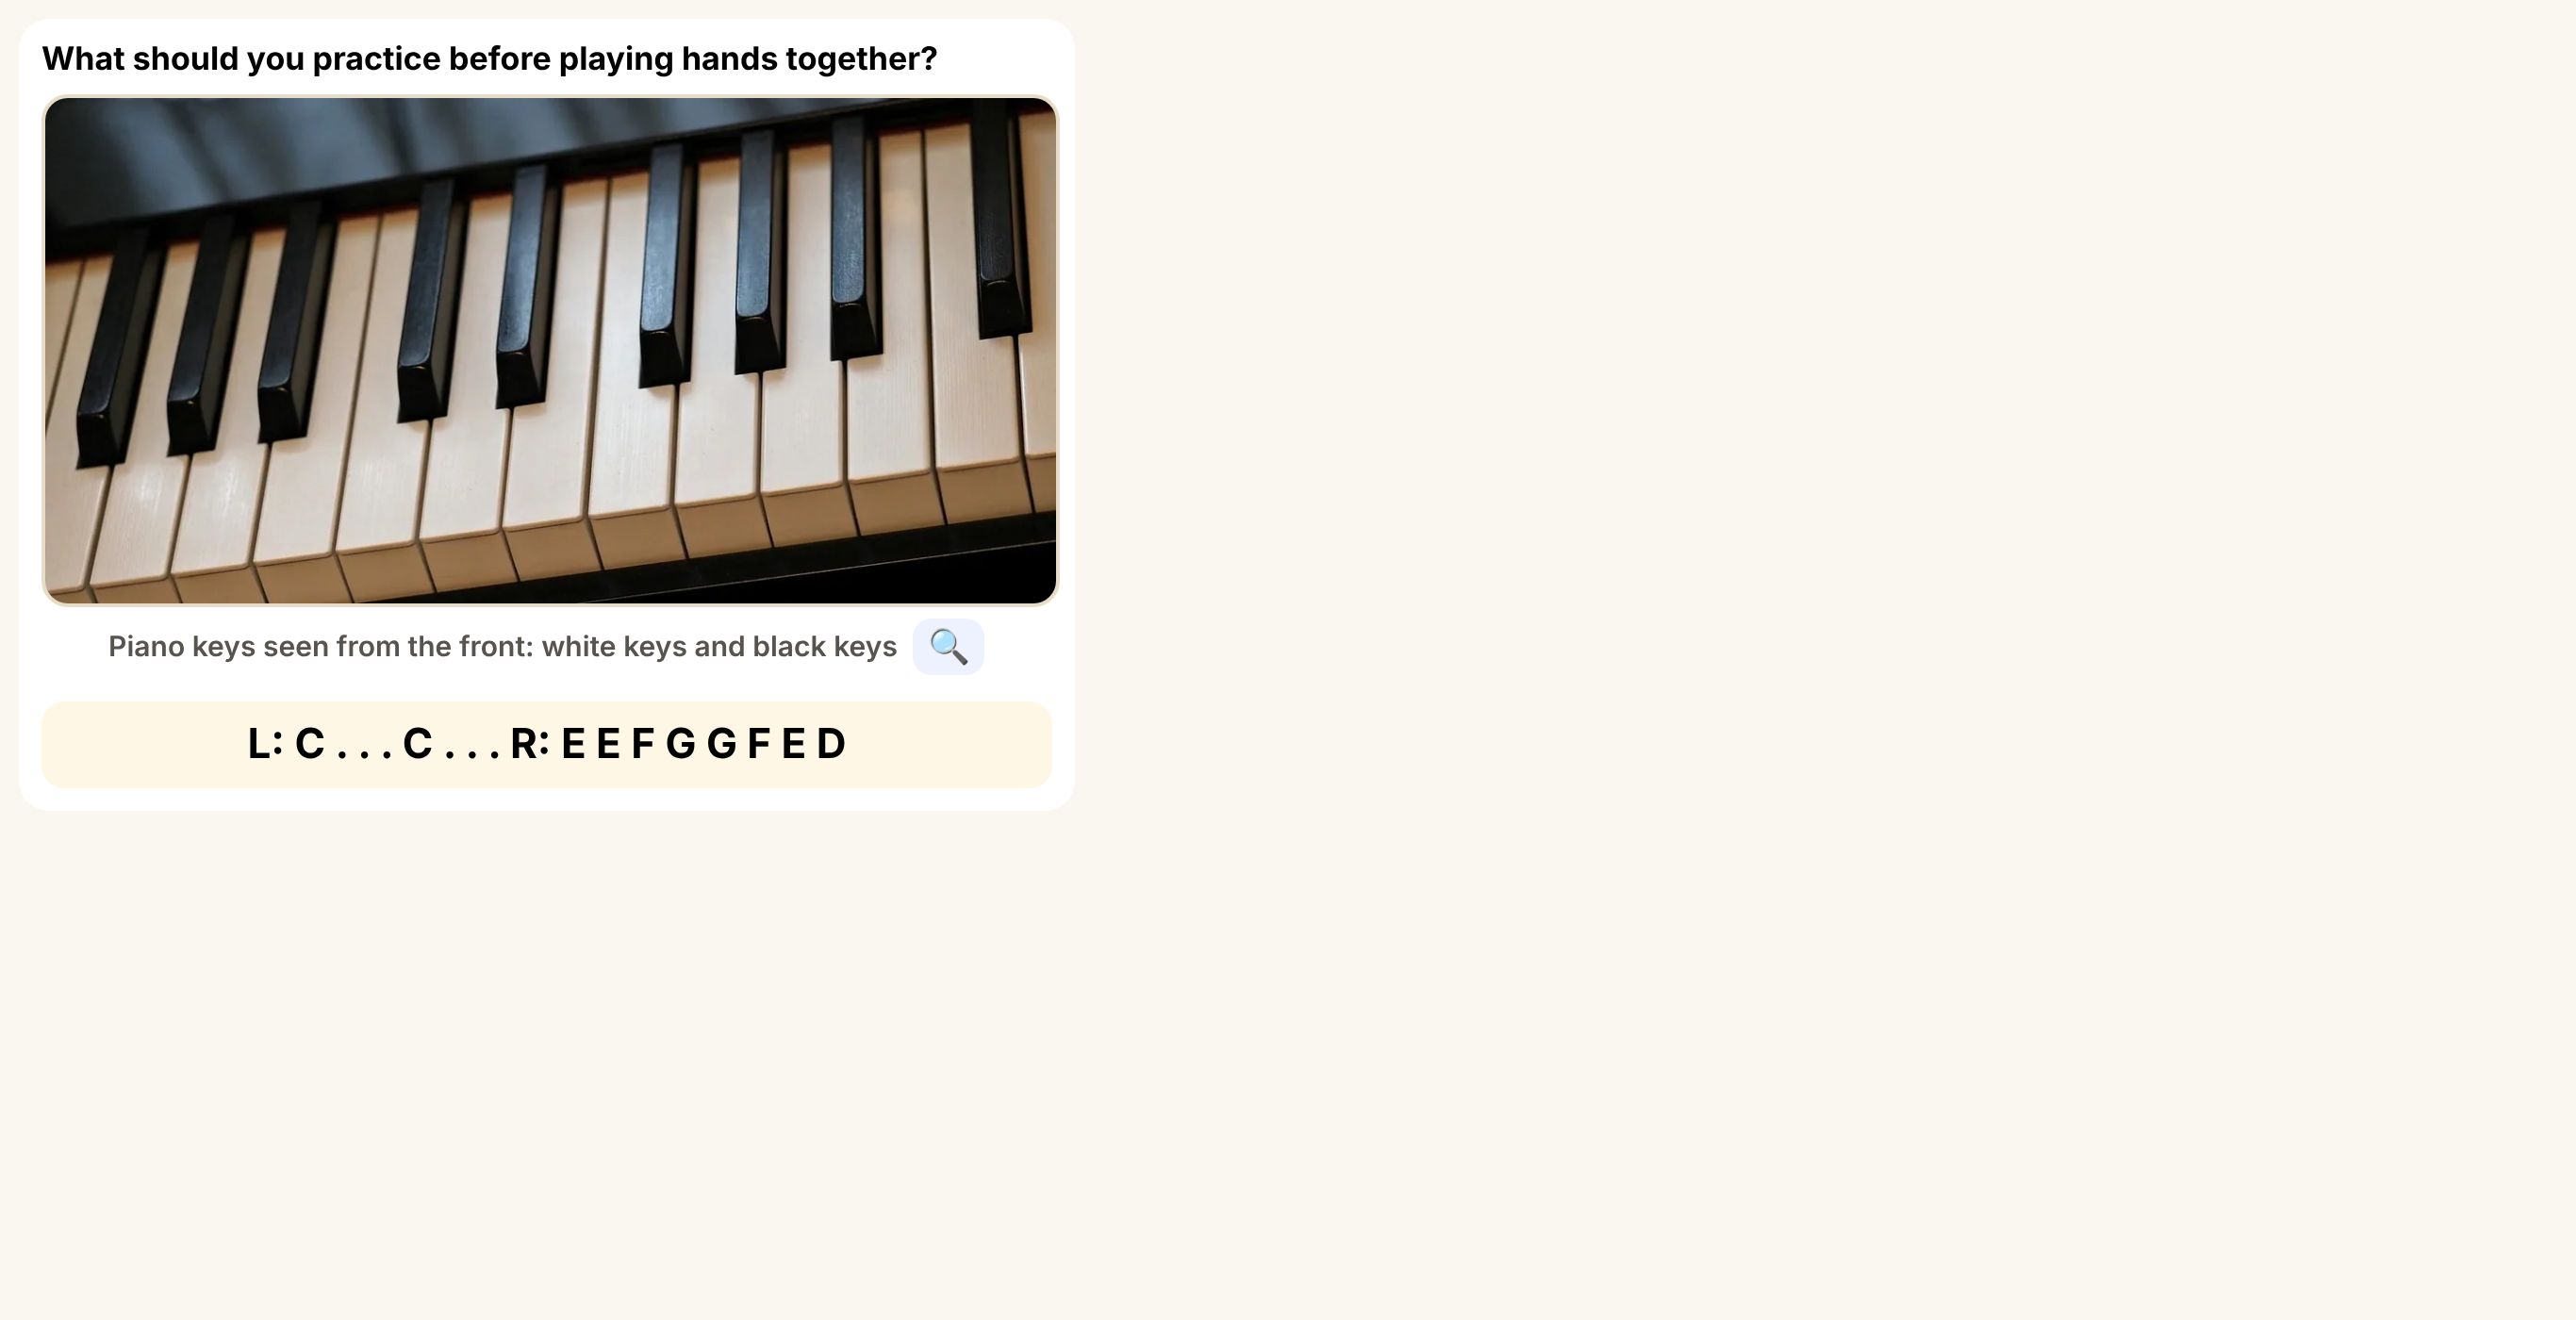 What should you practice before playing hands together?
Piano keys seen from the front: white keys and black keys
L: C . . . C . . . R: E E F G G F E D